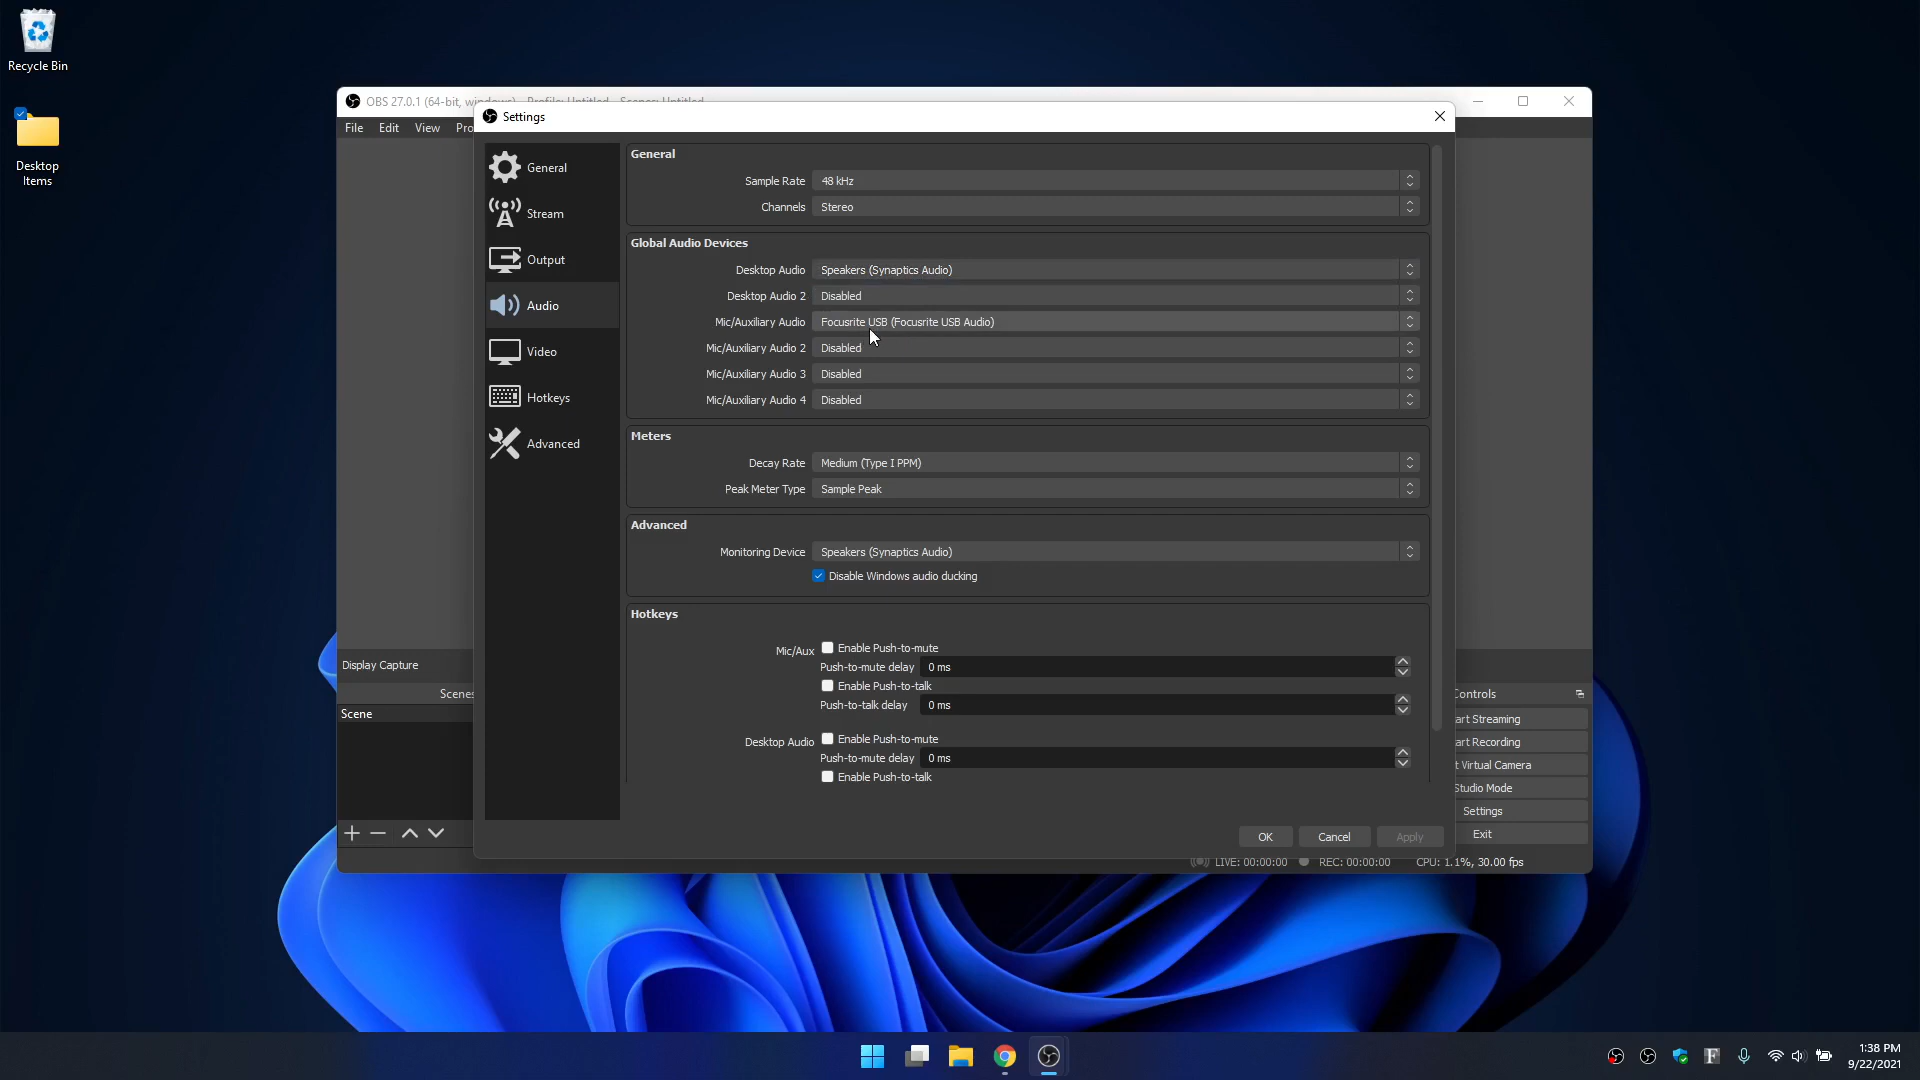 Recycle Bin
Desktop
Items
OBS 27.0.1 (64-bit, windows) - Profile: Untitled - Scenes: Untitled
File Edit View Pro
Settings
General
Stream
Output
Audio
Video
Hotkeys
Advanced
General
Sample Rate 48 kHz
Channels Stereo
Global Audio Devices
Desktop Audio Speakers (Synaptics Audio)
Desktop Audio 2 Disabled
Mic/Auxiliary Audio Focusrite USB (Focusrite USB Audio)
Mic/Auxiliary Audio 2 Disabled
Mic/Auxiliary Audio 3 Disabled
Mic/Auxiliary Audio 4 Disabled
Meters
Decay Rate Medium (Type I PPM)
Peak Meter Type Sample Peak
Advanced
Monitoring Device Speakers (Synaptics Audio)
Disable Windows audio ducking
Hotkeys
Mic/Aux Enable Push-to-mute
Push-to-mute delay 0 ms
Enable Push-to-talk
Push-to-talk delay 0 ms
Desktop Audio Enable Push-to-mute
Push-to-mute delay 0 ms
Enable Push-to-talk
OK Cancel Apply
Display Capture
Scenes
Scene
Controls
art Streaming
art Recording
t Virtual Camera
Studio Mode
Settings
Exit
LIVE: 00:00:00 REC: 00:00:00 CPU: 1.1%, 30.00 fps
1:38 PM
9/22/2021